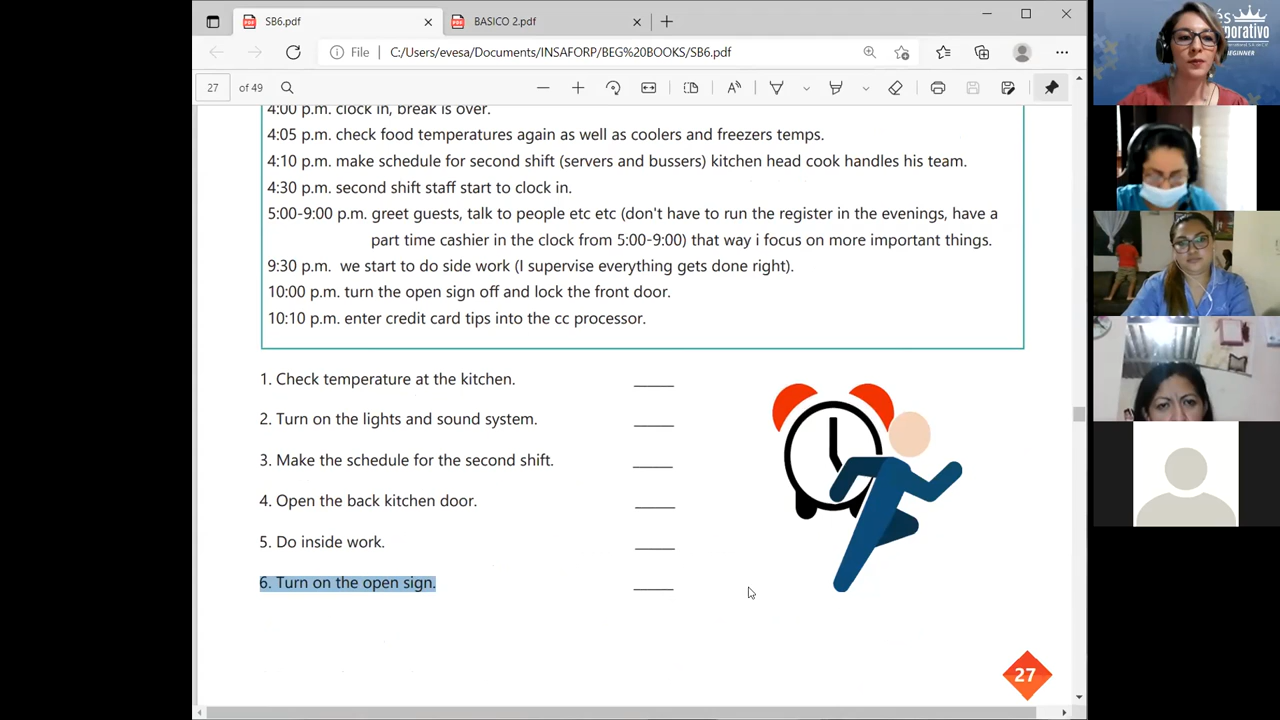 SB6.pdf
BASICO 2.pdf
File
C:/Users/evesa/Documents/INSAFORP/BEG%20BOOKS/SB6.pdf
27 of 49
4:00 p.m. clock in, break is over.
4:05 p.m. check food temperatures again as well as coolers and freezers temps.
4:10 p.m. make schedule for second shift (servers and bussers) kitchen head cook handles his team.
4:30 p.m. second shift staff start to clock in.
5:00-9:00 p.m. greet guests, talk to people etc etc (don't have to run the register in the evenings, have a
part time cashier in the clock from 5:00-9:00) that way i focus on more important things.
9:30 p.m. we start to do side work (I supervise everything gets done right).
10:00 p.m. turn the open sign off and lock the front door.
10:10 p.m. enter credit card tips into the cc processor.
1. Check temperature at the kitchen. _____
2. Turn on the lights and sound system. _____
3. Make the schedule for the second shift. _____
4. Open the back kitchen door. _____
5. Do inside work. _____
6. Turn on the open sign. _____
27